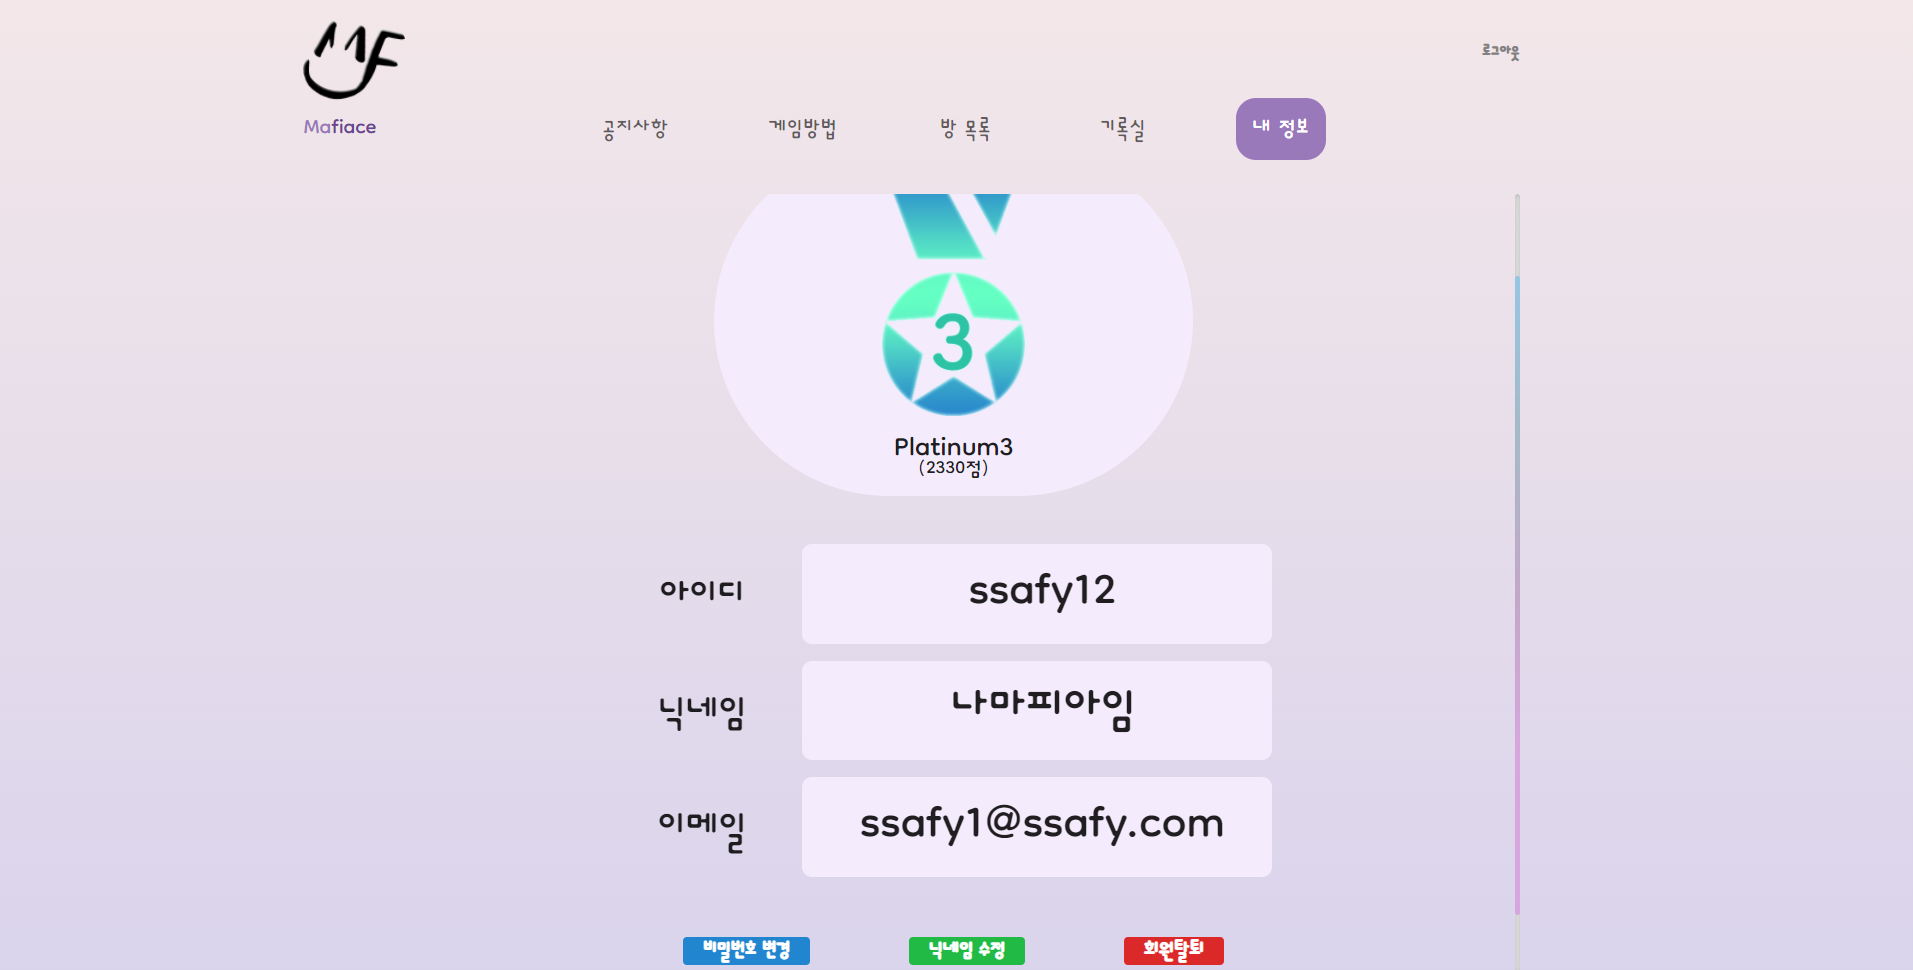 MF
로그아웃
Mafiace
공지사항 게임방법 방 목록 기록실 내 정보
3
Platinum3
(2330점)
아이디 ssafy12
닉네임 나마피아임
이메일 ssafy1@ssafy.com
비밀번호 변경 닉네임 수정 회원탈퇴